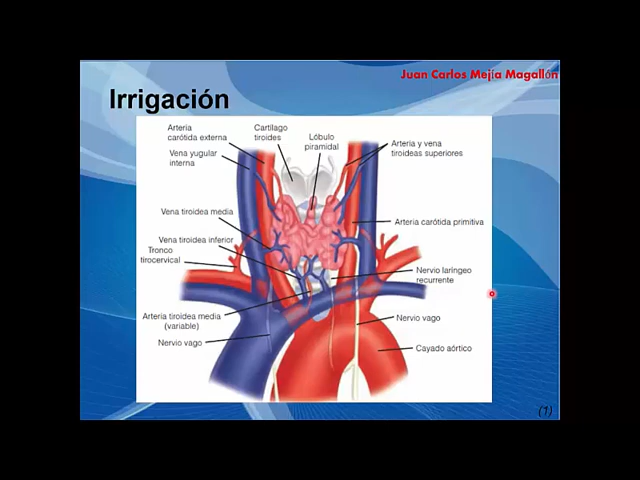 Juan Carlos Mejía Magallón
Irrigación
Arteria
carótida externa
Cartílago
tiroides
Lóbulo
piramidal
Arteria y vena
tiroideas superiores
Vena yugular
interna
Vena tiroidea media
Arteria carótida primitiva
Vena tiroidea inferior
Tronco
tirocervical
Nervio laríngeo
recurrente
Arteria tiroidea media
(variable)
Nervio vago
Nervio vago
Cayado aórtico
(1)